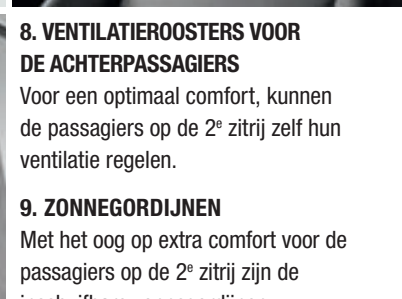 8. VENTILATIEROOSTERS VOOR
DE ACHTERPASSAGIERS
Voor een optimaal comfort, kunnen
de passagiers op de 2e zitrij zelf hun
ventilatie regelen.
9. ZONNEGORDIJNEN
Met het oog op extra comfort voor de
passagiers op de 2e zitrij zijn de